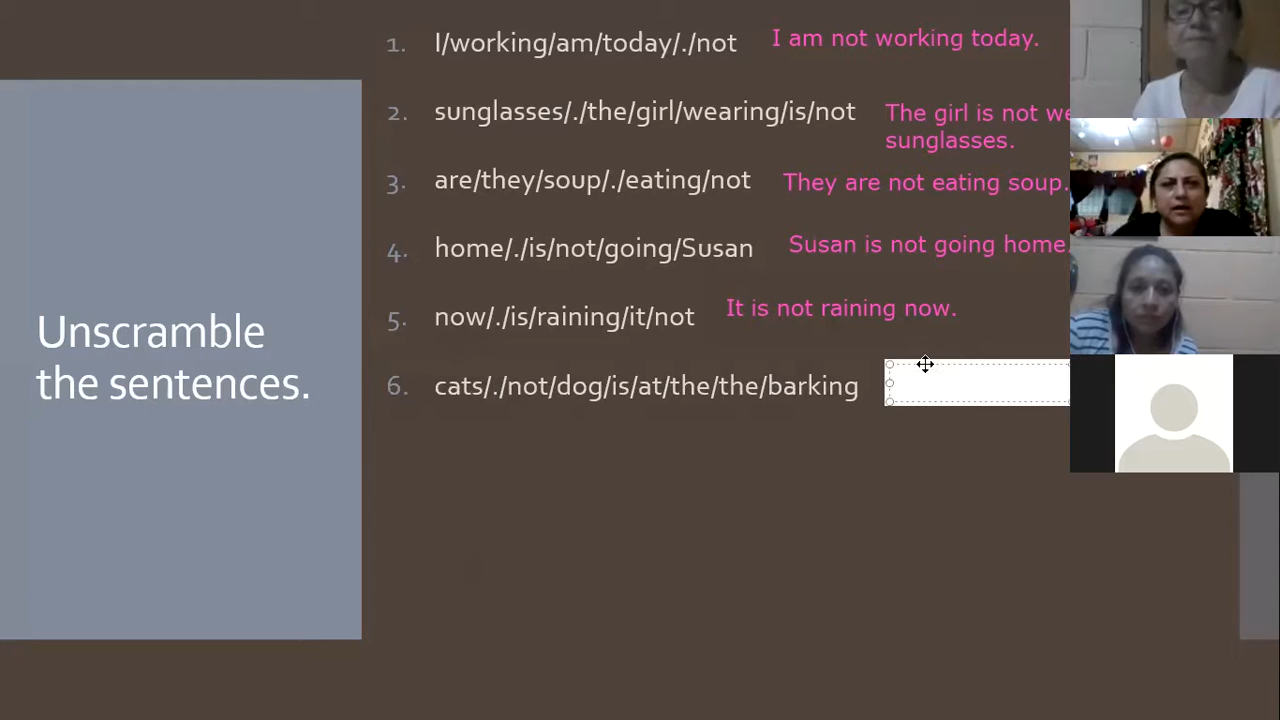 Unscramble
the sentences.
1. I/working/am/today/./not I am not working today.
2. sunglasses/./the/girl/wearing/is/not The girl is not
sunglasses.
3. are/they/soup/./eating/not They are not eating soup.
4. home/./is/not/going/Susan Susan is not going home.
5. now/./is/raining/it/not It is not raining now.
6. cats/./not/dog/is/at/the/the/barking